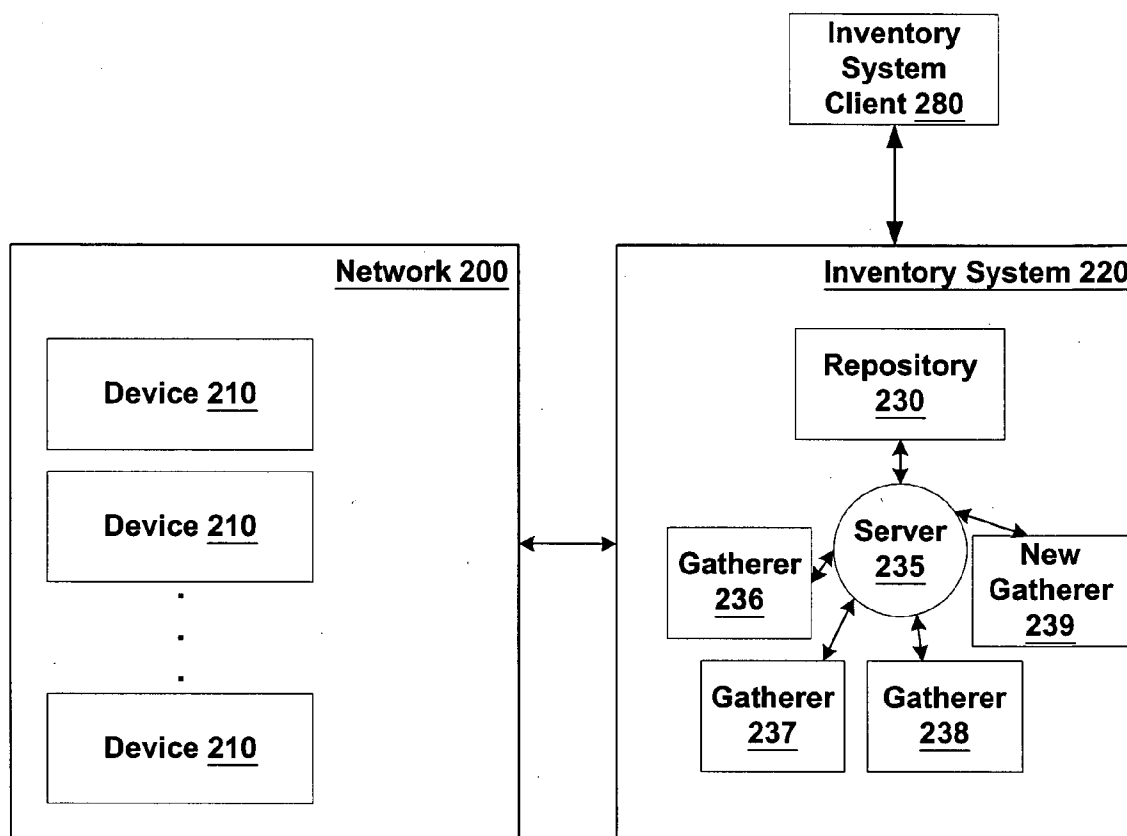 Inventory
System
Client 280
Network 200
Inventory System 220
Device 210
Device 210
Device 210
Repository
230
Server
235
Gatherer
236
New
Gatherer
239
Gatherer
237
Gatherer
238